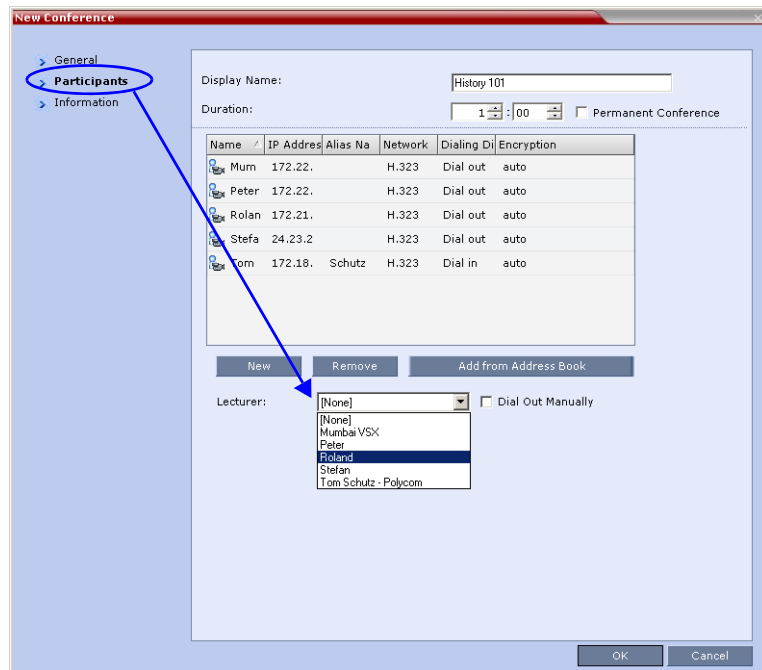 New Conference
General
Participants
Information
Display Name: History 101
Duration: 1 : 00 Permanent Conference
Name IP Addres Alias Na Network Dialing Di Encryption
Mum 172.22. H.323 Dial out auto
Peter 172.22. H.323 Dial out auto
Rolan 172.21. H.323 Dial out auto
Stefa 24.23.2 H.323 Dial out auto
Tom 172.18. Schutz H.323 Dial in auto
New Remove Add from Address Book
Lecturer: [None] Dial Out Manually
[None]
Mumbai VSX
Peter
Roland
Stefan
Tom Schutz - Polycom
OK Cancel